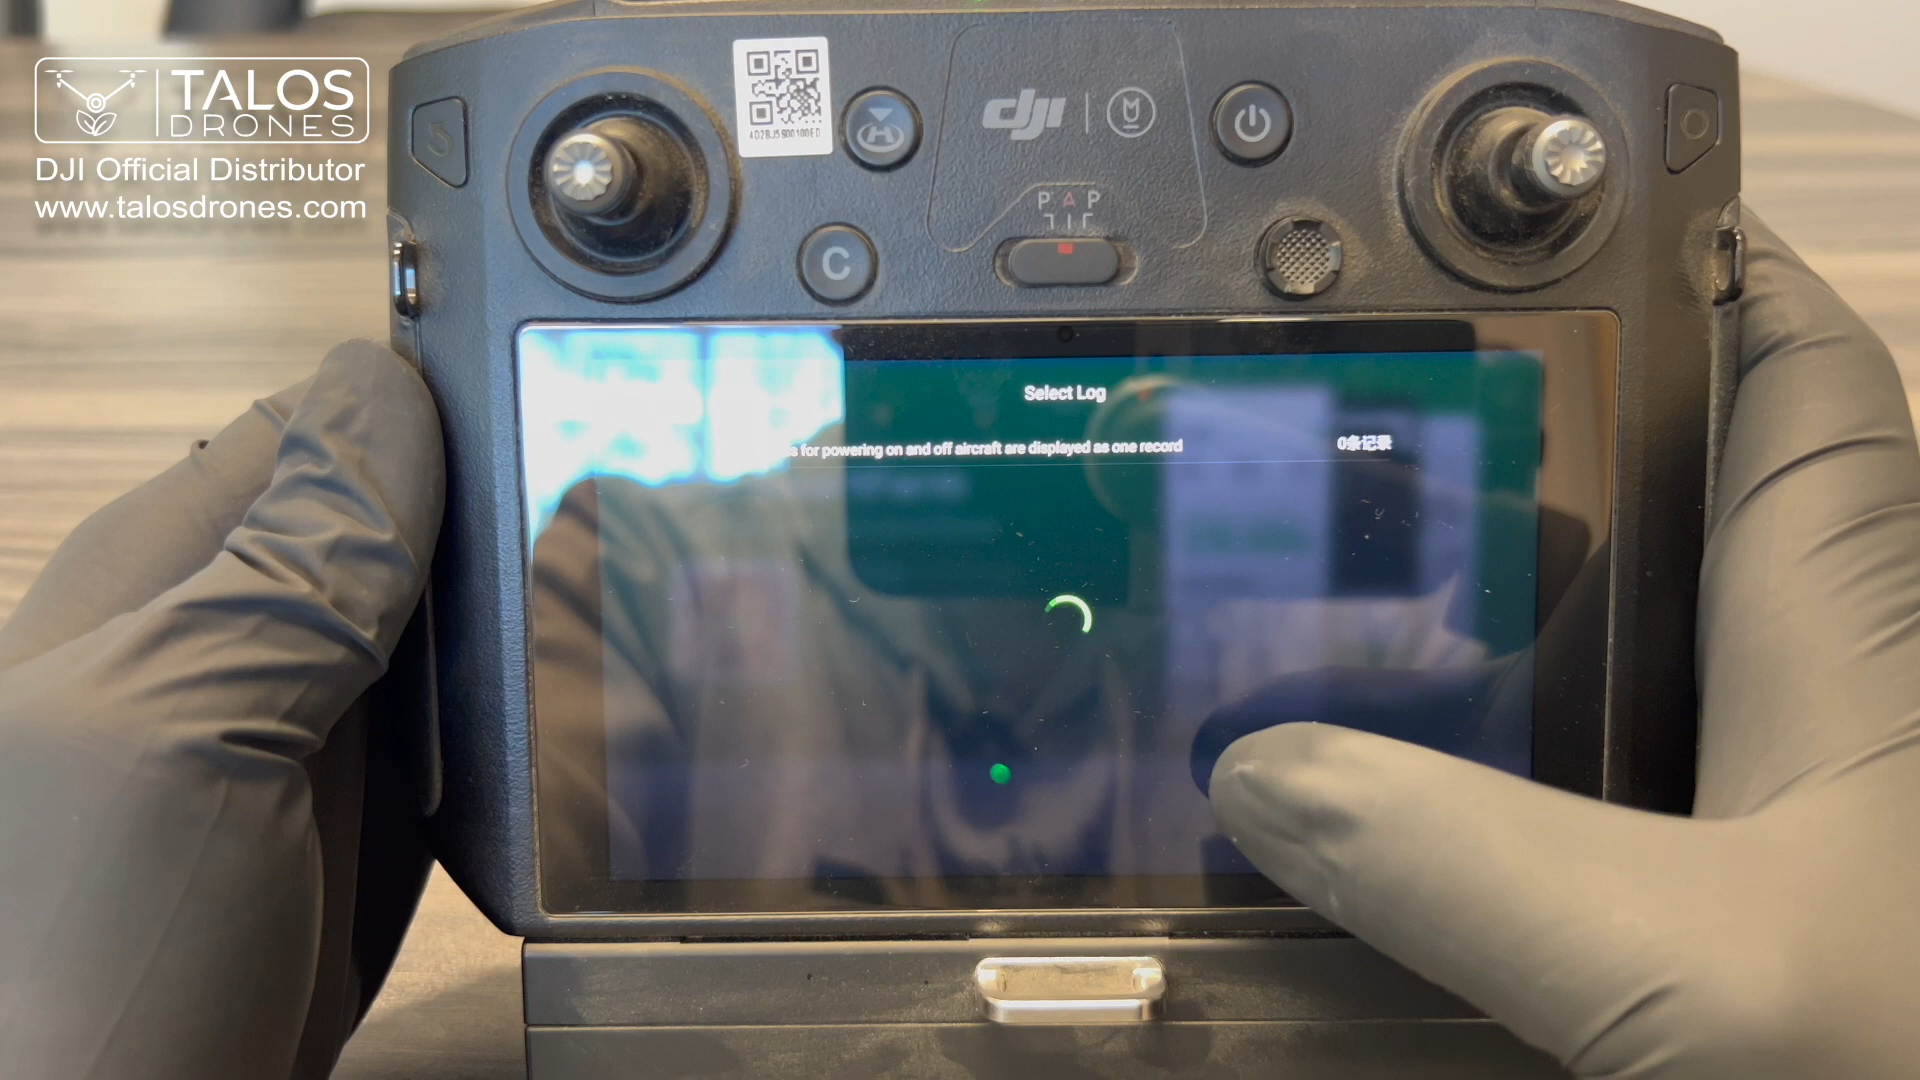 TALOS
DRONES
DJI Official Distributor
www.talosdrones.com
dji
P A P
C
Select Log
for powering on and off aircraft are displayed as one record
0条记录